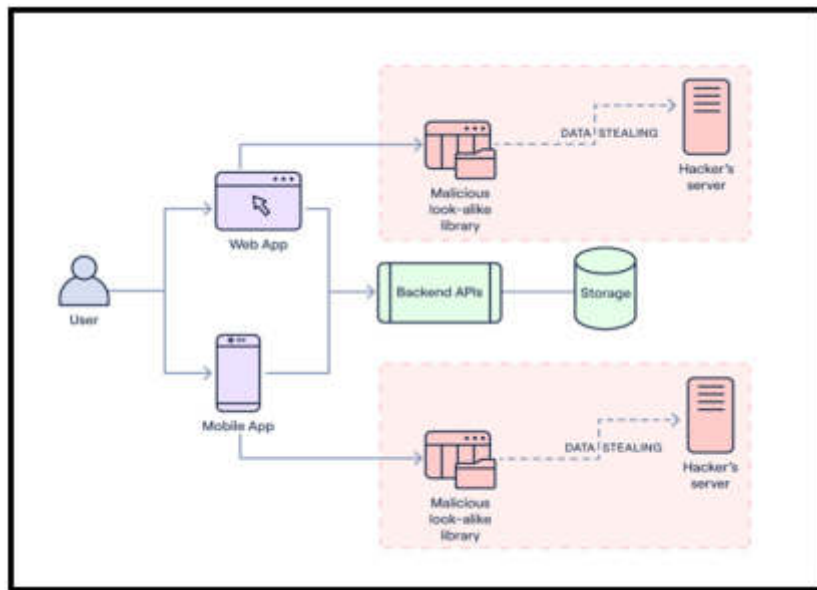 DATA STEALING
Malicious
look-alike
library
Hacker's
server
Web App
User
Backend APIs
Storage
Mobile App
DATA STEALING
Malicious
look-alike
library
Hacker's
server